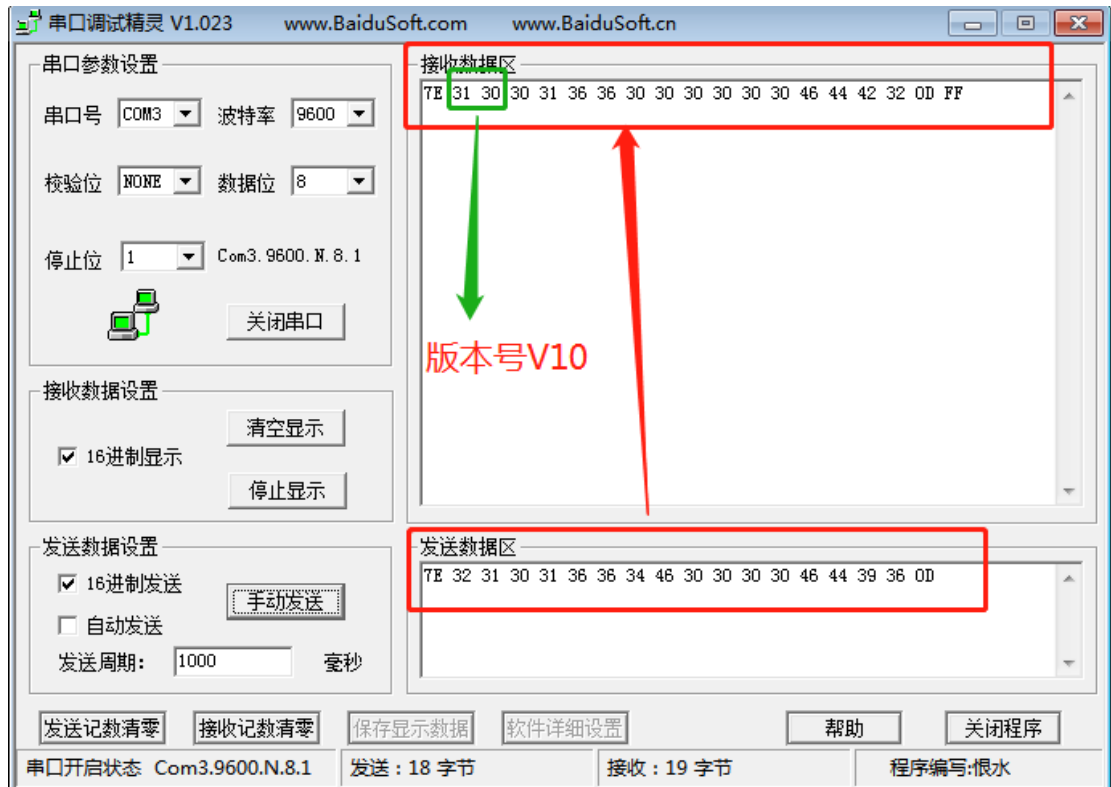 串口调试精灵 V1.023 www.BaiduSoft.com www.BaiduSoft.cn
串口参数设置
串口号 COM3 波特率 9600
校验位 NONE 数据位 8
停止位 1 Com3.9600.N.8.1
关闭串口
接收数据设置
清空显示
16进制显示
停止显示
发送数据设置
16进制发送
手动发送
自动发送
发送周期: 1000 毫秒
接收数据区
7E 31 30 30 31 36 36 30 30 30 30 30 30 46 44 42 32 0D FF
版本号V10
发送数据区
7E 32 31 30 31 36 36 34 46 30 30 30 30 46 44 39 36 0D
发送记数清零 接收记数清零 保存显示数据 软件详细设置 帮助 关闭程序
串口开启状态 Com3.9600.N.8.1 发送:18 字节 接收:19 字节 程序编写:恨水